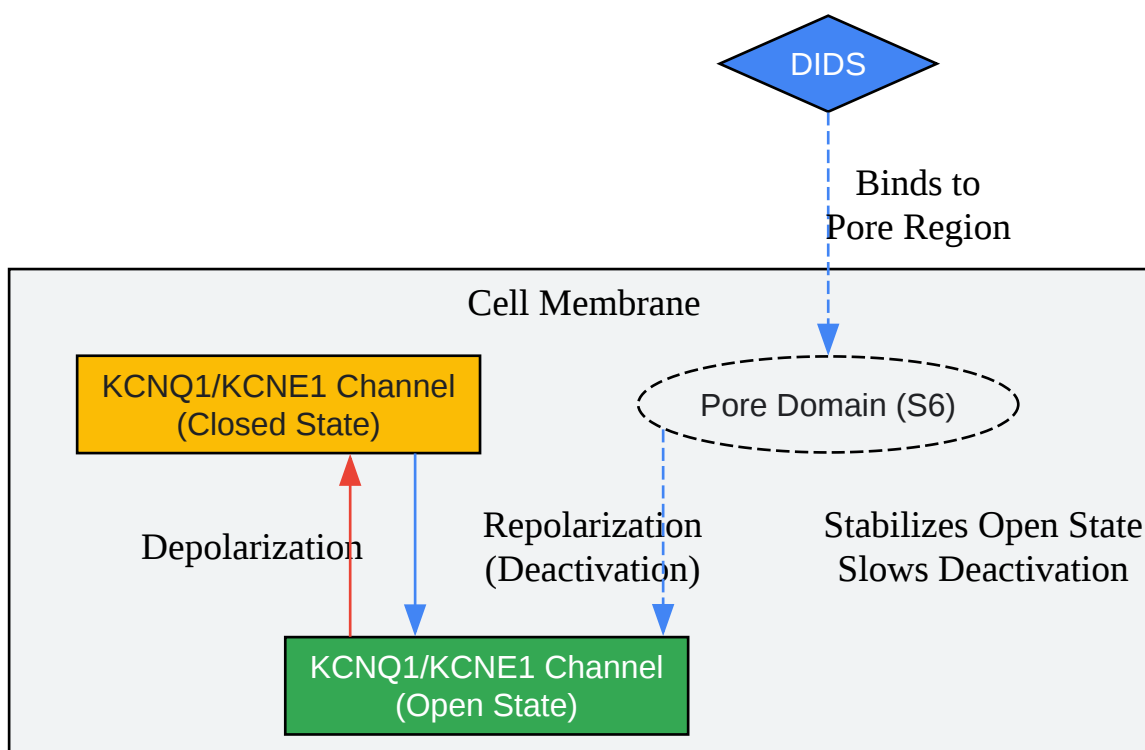 DIDS
Binds to
Pore Region
Cell Membrane
KCNQ1/KCNE1 Channel
(Closed State)
Pore Domain (S6)
Depolarization
Repolarization
(Deactivation)
Stabilizes Open State
Slows Deactivation
KCNQ1/KCNE1 Channel
(Open State)